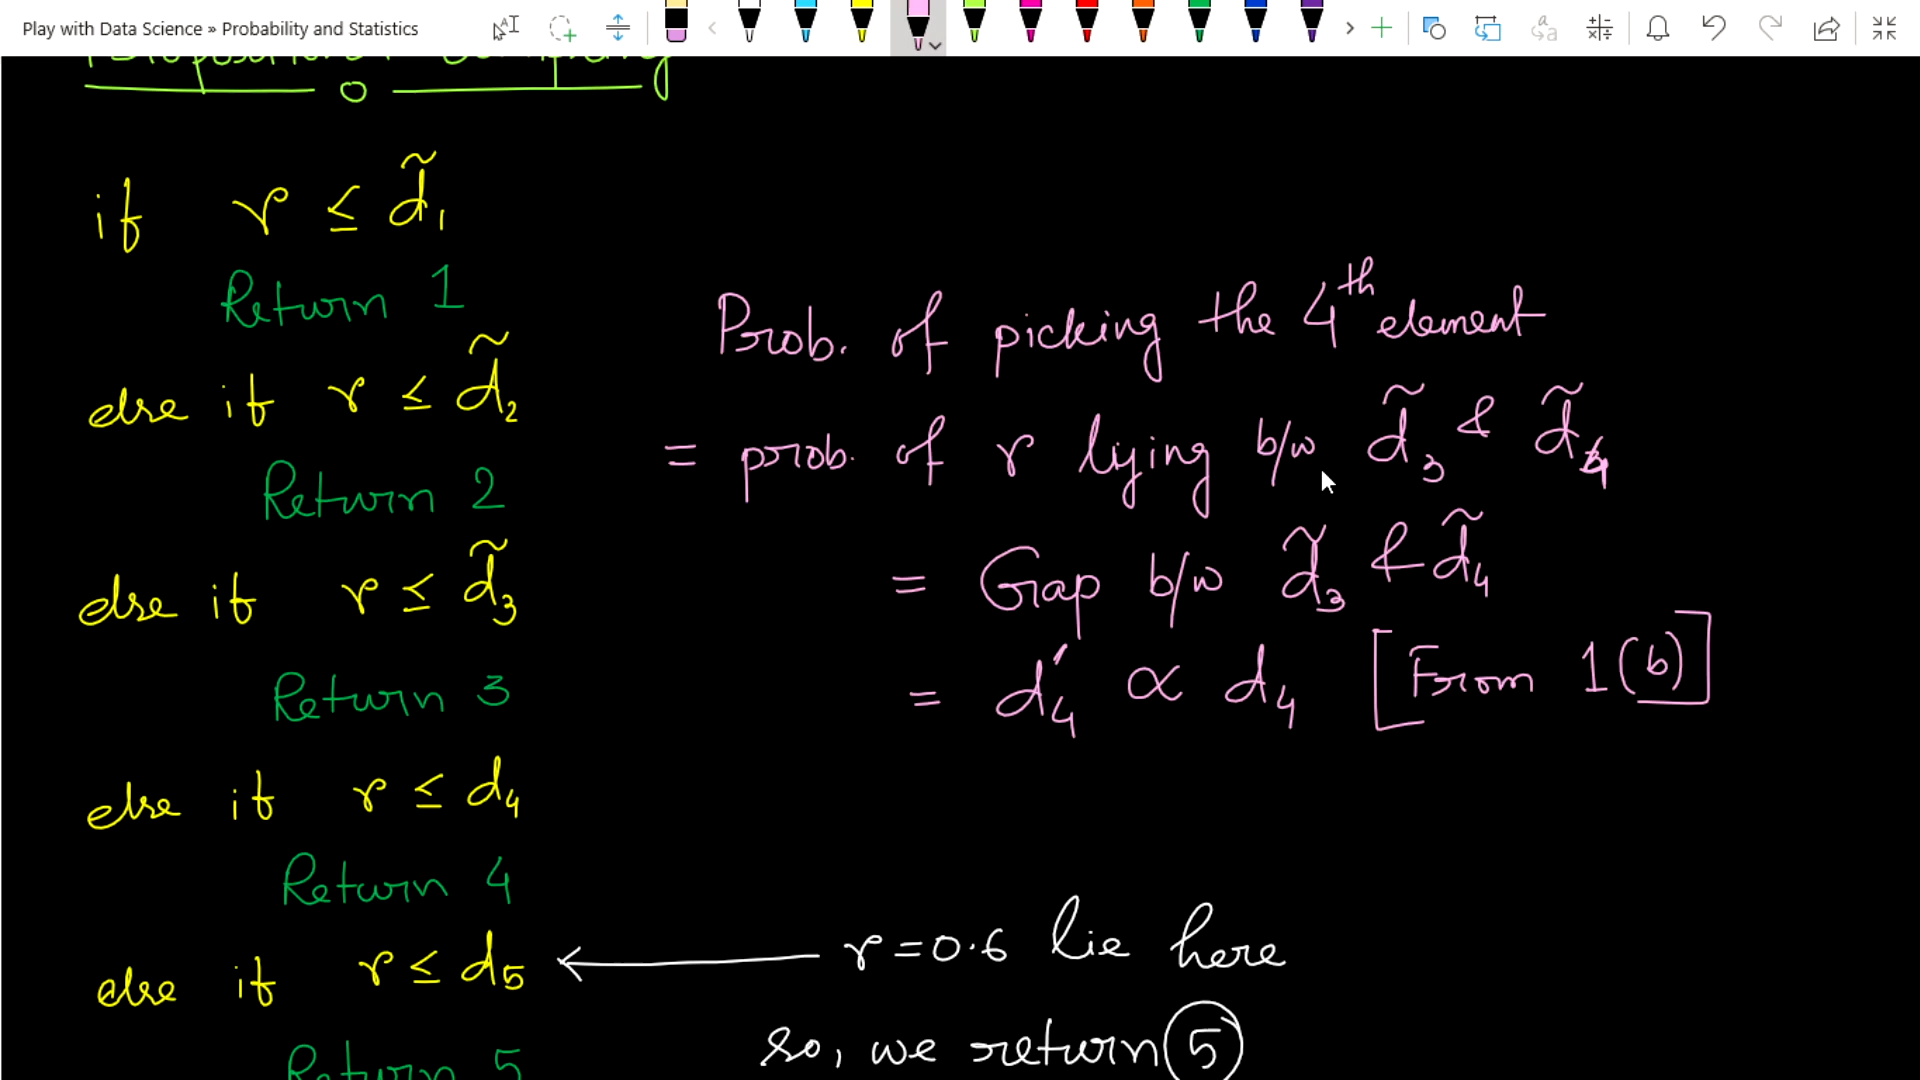 Play with Data Science » Probability and Statistics
Proportional Sampling
if r ≤ d̃₁
Return 1
else if r ≤ d̃₂
Return 2
else if r ≤ d̃₃
Return 3
else if r ≤ d₄
Return 4
else if r ≤ d₅
Return 5
Prob. of picking the 4th element
= prob. of r lying b/w d̃₃ & d̃₄
= Gap b/w d̃₃ & d̃₄
= d₄′ ∝ d₄ [From 1(b)]
← r = 0.6 lie here
so, we return 5